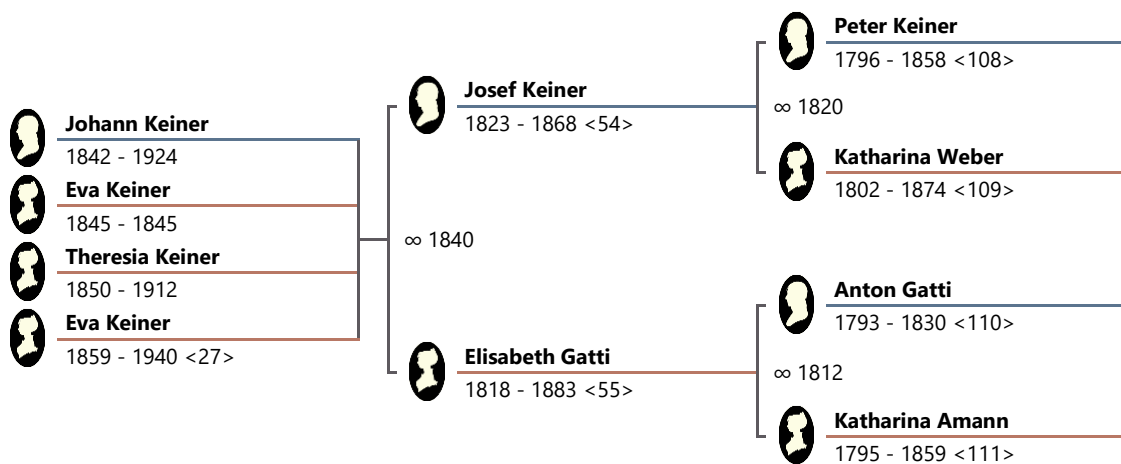 Johann Keiner
1842 - 1924
Eva Keiner
1845 - 1845
Theresia Keiner
1850 - 1912
Eva Keiner
1859 - 1940 <27>
Josef Keiner
1823 - 1868 <54>
∞ 1840
Elisabeth Gatti
1818 - 1883 <55>
Peter Keiner
1796 - 1858 <108>
∞ 1820
Katharina Weber
1802 - 1874 <109>
Anton Gatti
1793 - 1830 <110>
∞ 1812
Katharina Amann
1795 - 1859 <111>